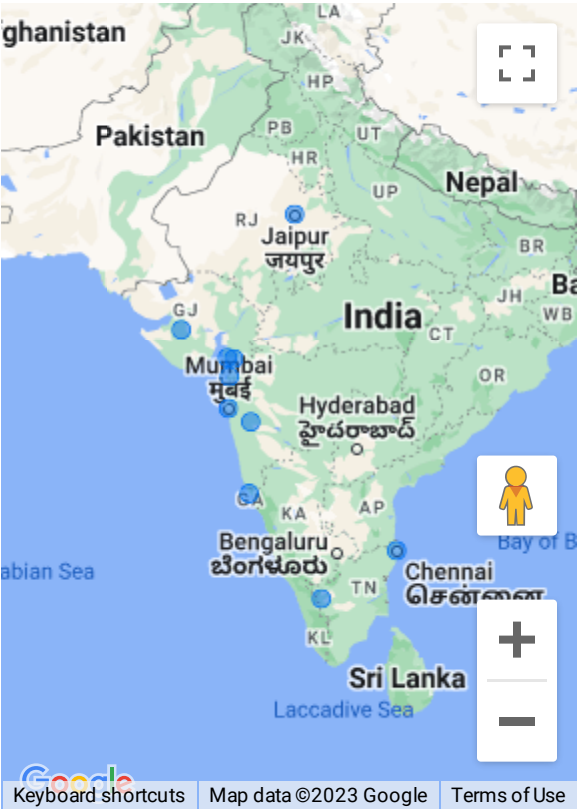 LA
ghanistan
JK
HP
Pakistan
PB
UT
HR
Nepal
UP
RJ
Jaipur
जयपुर
BR
JH
Ba
GJ
India
WB
CT
Mumbai
मुंबई
OR
Hyderabad
హైదరాబాద్
GA
KA
AP
Bengaluru
ಬೆಂಗಳೂರು
Bay of B
abian Sea
Chennai
சென்னை
TN
KL
Sri Lanka
Laccadive Sea
Google
Keyboard shortcuts
Map data ©2023 Google
Terms of Use